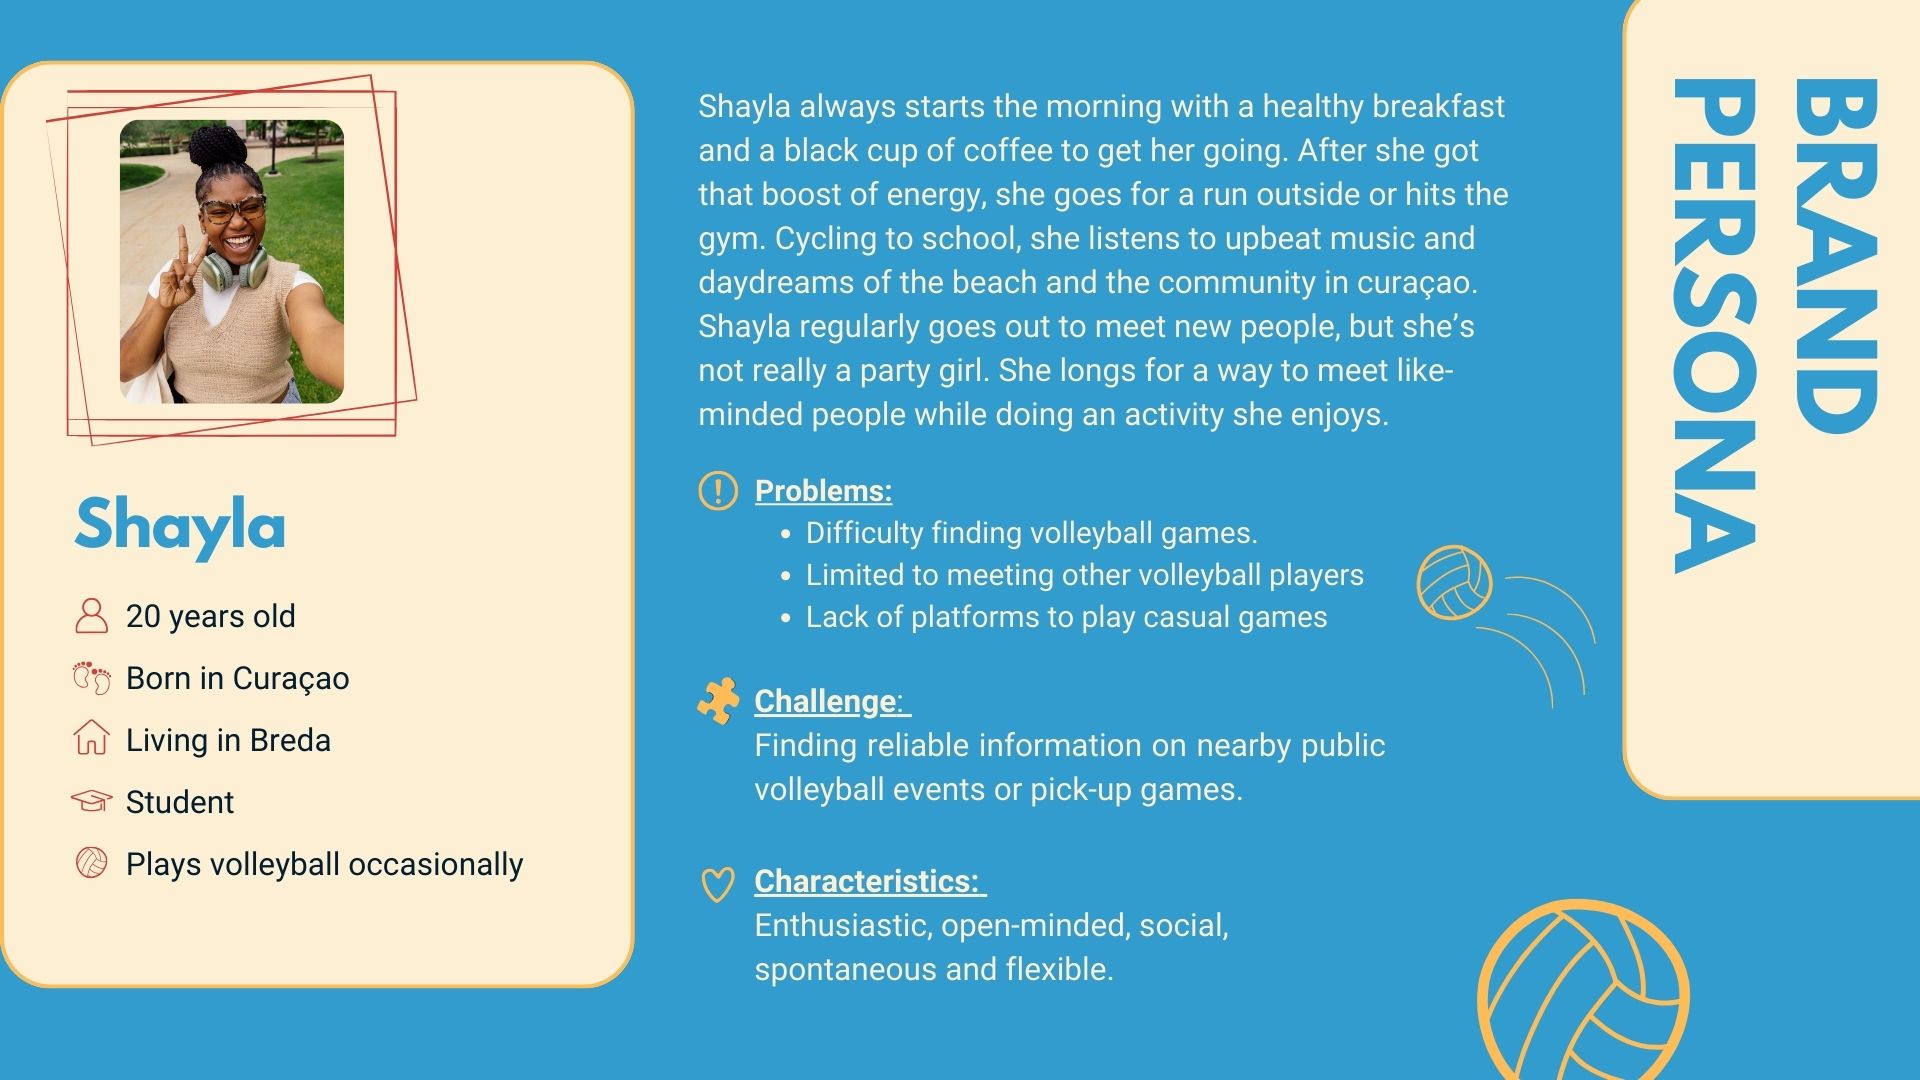 BRAND
PERSONA
Shayla
20 years old
Born in Curaçao
Living in Breda
Student
Plays volleyball occasionally
Shayla always starts the morning with a healthy breakfast
and a black cup of coffee to get her going. After she got
that boost of energy, she goes for a run outside or hits the
gym. Cycling to school, she listens to upbeat music and
daydreams of the beach and the community in curaçao.
Shayla regularly goes out to meet new people, but she’s
not really a party girl. She longs for a way to meet like-
minded people while doing an activity she enjoys.
Problems:
• Difficulty finding volleyball games.
• Limited to meeting other volleyball players
• Lack of platforms to play casual games
Challenge:
Finding reliable information on nearby public
volleyball events or pick-up games.
Characteristics:
Enthusiastic, open-minded, social,
spontaneous and flexible.